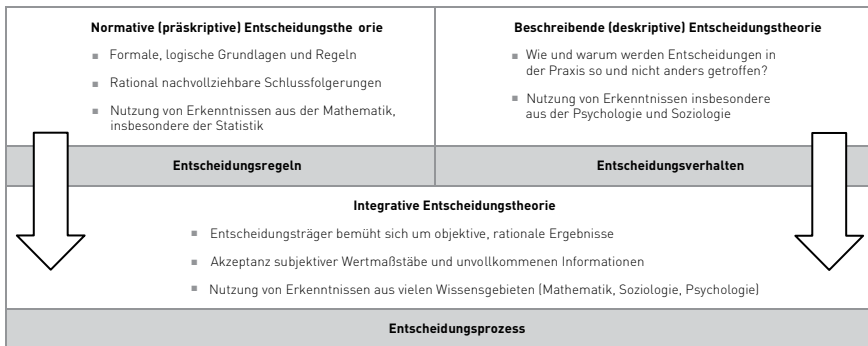 Normative (präskriptive) Entscheidungsthe orie
■ Formale, logische Grundlagen und Regeln
■ Rational nachvollziehbare Schlussfolgerungen
■ Nutzung von Erkenntnissen aus der Mathematik,
insbesondere der Statistik
Entscheidungsregeln
Beschreibende (deskriptive) Entscheidungstheorie
■ Wie und warum werden Entscheidungen in
der Praxis so und nicht anders getroffen?
■ Nutzung von Erkenntnissen insbesondere
aus der Psychologie und Soziologie
Entscheidungsverhalten
Integrative Entscheidungstheorie
■ Entscheidungsträger bemüht sich um objektive, rationale Ergebnisse
■ Akzeptanz subjektiver Wertmaßstäbe und unvollkommenen Informationen
■ Nutzung von Erkenntnissen aus vielen Wissensgebieten (Mathematik, Soziologie, Psychologie)
Entscheidungsprozess